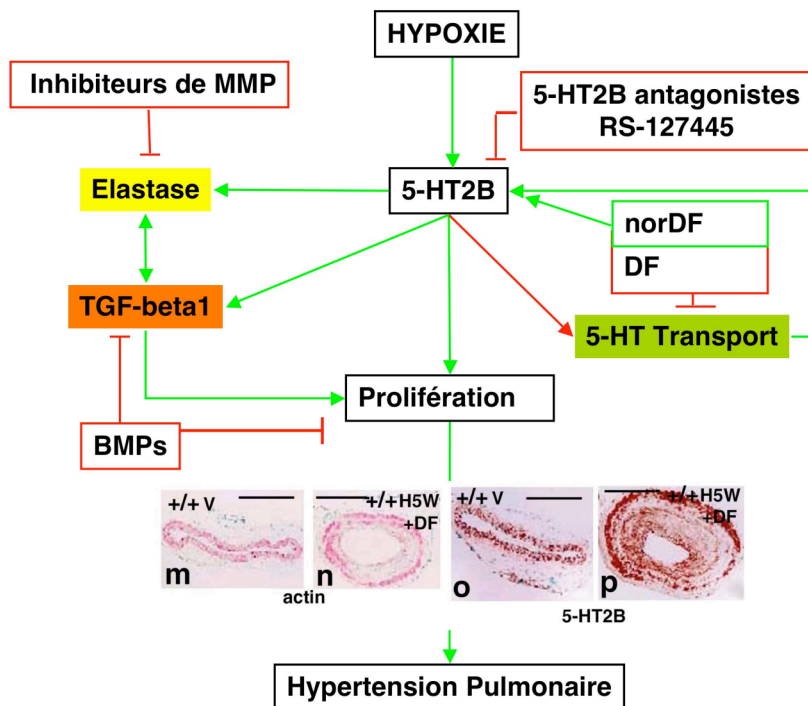 HYPOXIE
Inhibiteurs de MMP
5-HT2B antagonistes
RS-127445
Elastase
5-HT2B
norDF
DF
TGF-beta1
5-HT Transport
Prolifération
BMPs
+/+ V
+/+H5W
+DF
+/+ V
+/+H5W
+DF
m
n
o
p
actin
5-HT2B
Hypertension Pulmonaire